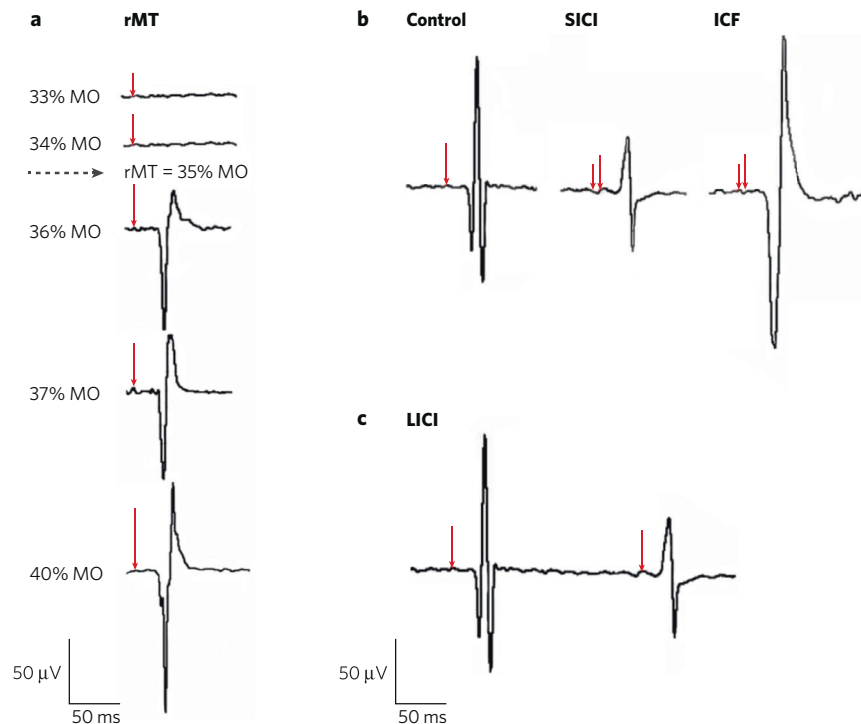 a rMT
33% MO
34% MO
rMT = 35% MO
36% MO
37% MO
40% MO
50 μV
50 ms
b Control SICI ICF
c LICI
50 μV
50 ms